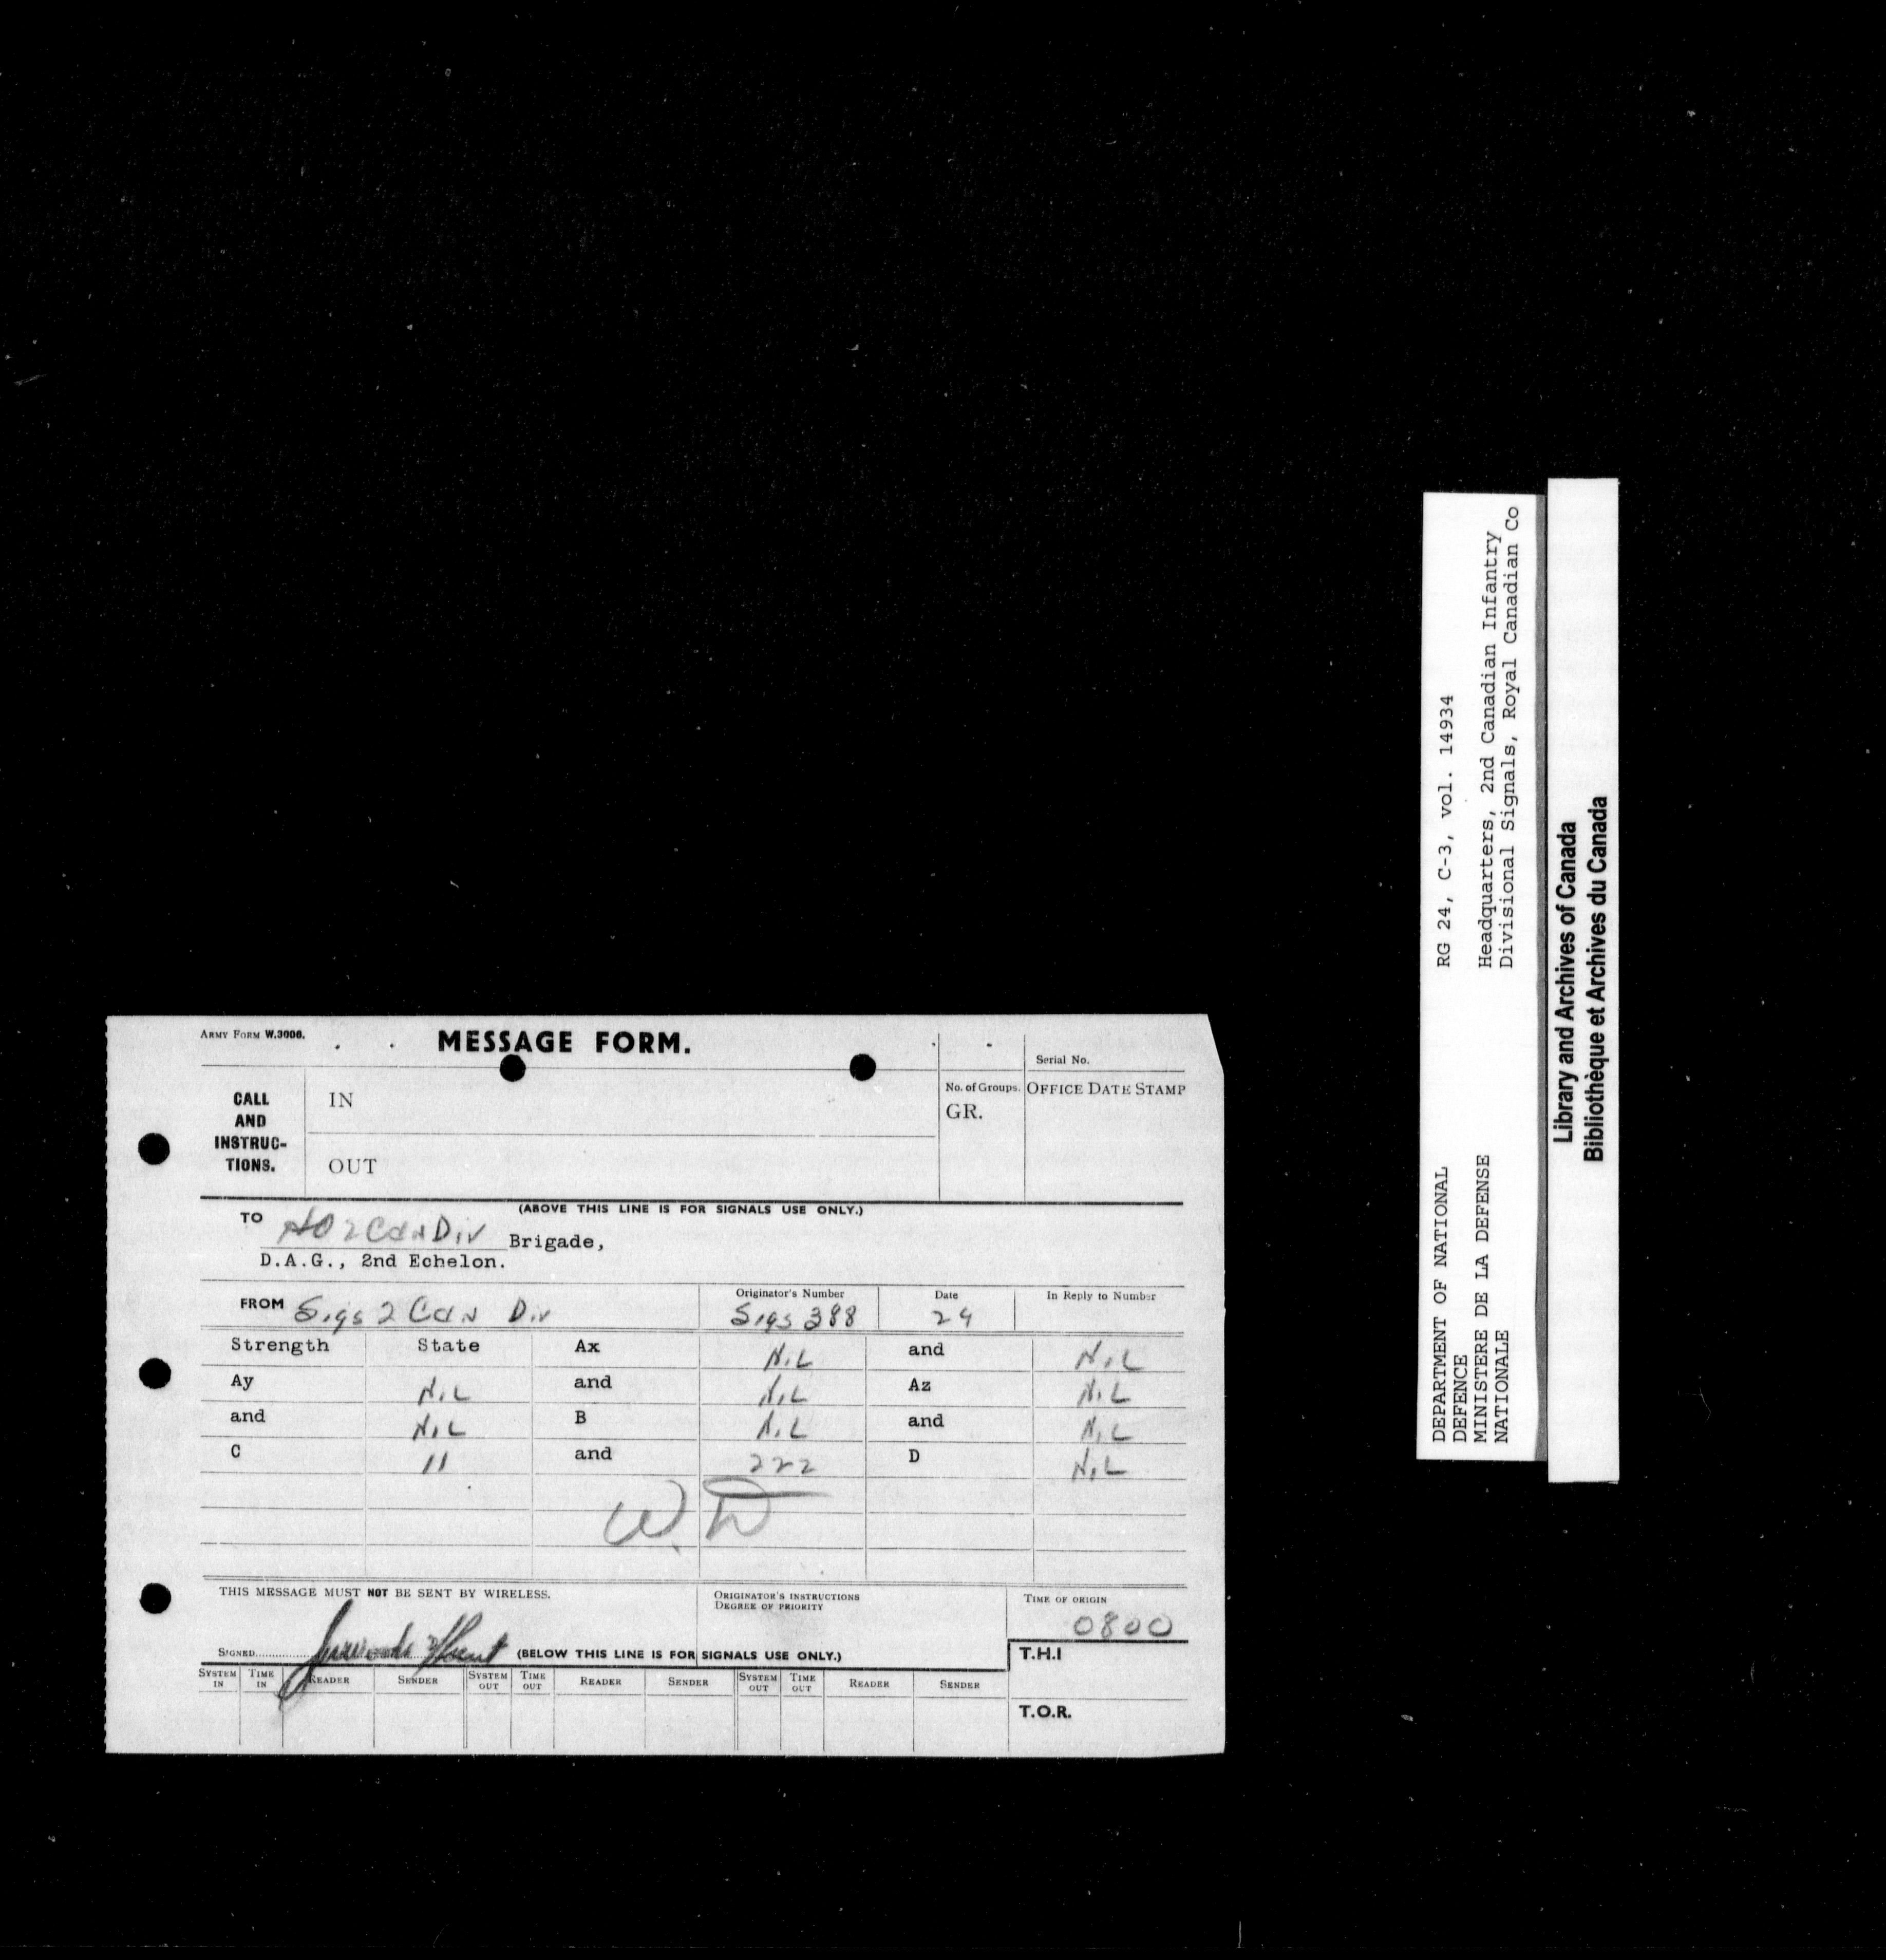 ARMY FORM W.3006.
MESSAGE FORM.
Serial No.
CALL
AND
INSTRUC-
TIONS.
IN
OUT
No. of Groups.
GR.
OFFICE DATE STAMP
(ABOVE THIS LINE IS FOR SIGNALS USE ONLY.)
TO HQ 2 Cdn Div Brigade,
D.A.G., 2nd Echelon.
FROM Sigs 2 Cdn Div
Originator's Number
Sigs 388
Date
24
In Reply to Number
Strength State Ax NIL and NIL
Ay NIL and NIL Az NIL
and NIL B NIL and NIL
C 11 and 222 D NIL
W.D
THIS MESSAGE MUST NOT BE SENT BY WIRELESS.
ORIGINATOR'S INSTRUCTIONS
DEGREE OF PRIORITY
TIME OF ORIGIN
0800
SIGNED
(BELOW THIS LINE IS FOR SIGNALS USE ONLY.)
T.H.I
SYSTEM IN TIME IN READER SENDER SYSTEM OUT TIME OUT READER SENDER SYSTEM OUT TIME OUT READER SENDER
T.O.R.
DEPARTMENT OF NATIONAL
DEFENCE
MINISTERE DE LA DEFENSE
NATIONALE
RG 24, C-3, vol. 14934
Headquarters, 2nd Canadian Infantry
Divisional Signals, Royal Canadian Co
Library and Archives of Canada
Bibliothèque et Archives du Canada